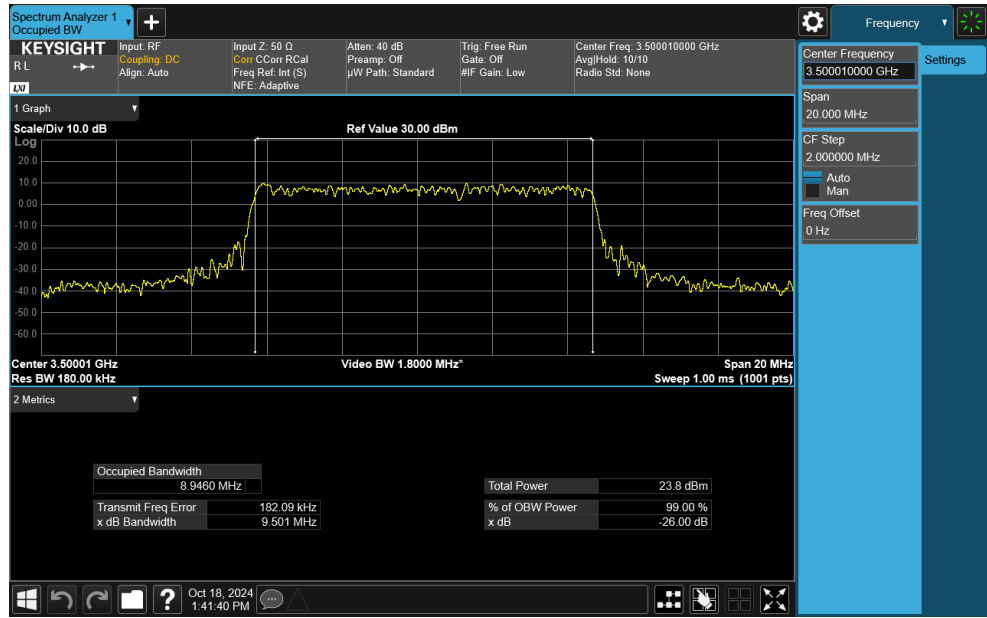 Spectrum Analyzer 1
Occupied BW
Frequency
KEYSIGHT
R L
LXI
Input: RF
Coupling: DC
Align: Auto
Input Z: 50 Ω
Corr CCorr RCal
Freq Ref: Int (S)
NFE: Adaptive
Atten: 40 dB
Preamp: Off
µW Path: Standard
Trig: Free Run
Gate: Off
#IF Gain: Low
Center Freq: 3.500010000 GHz
Avg|Hold: 10/10
Radio Std: None
Center Frequency
3.500010000 GHz
Settings
Span
20.000 MHz
CF Step
2.000000 MHz
Auto
Man
Freq Offset
0 Hz
1 Graph
Scale/Div 10.0 dB
Ref Value 30.00 dBm
Log
20.0
10.0
0.00
-10.0
-20.0
-30.0
-40.0
-50.0
-60.0
Center 3.50001 GHz
Video BW 1.8000 MHz*
Span 20 MHz
Res BW 180.00 kHz
Sweep 1.00 ms (1001 pts)
2 Metrics
Occupied Bandwidth
8.9460 MHz
Total Power 23.8 dBm
Transmit Freq Error 182.09 kHz
% of OBW Power 99.00 %
x dB Bandwidth 9.501 MHz
x dB -26.00 dB
?
Oct 18, 2024
1:41:40 PM